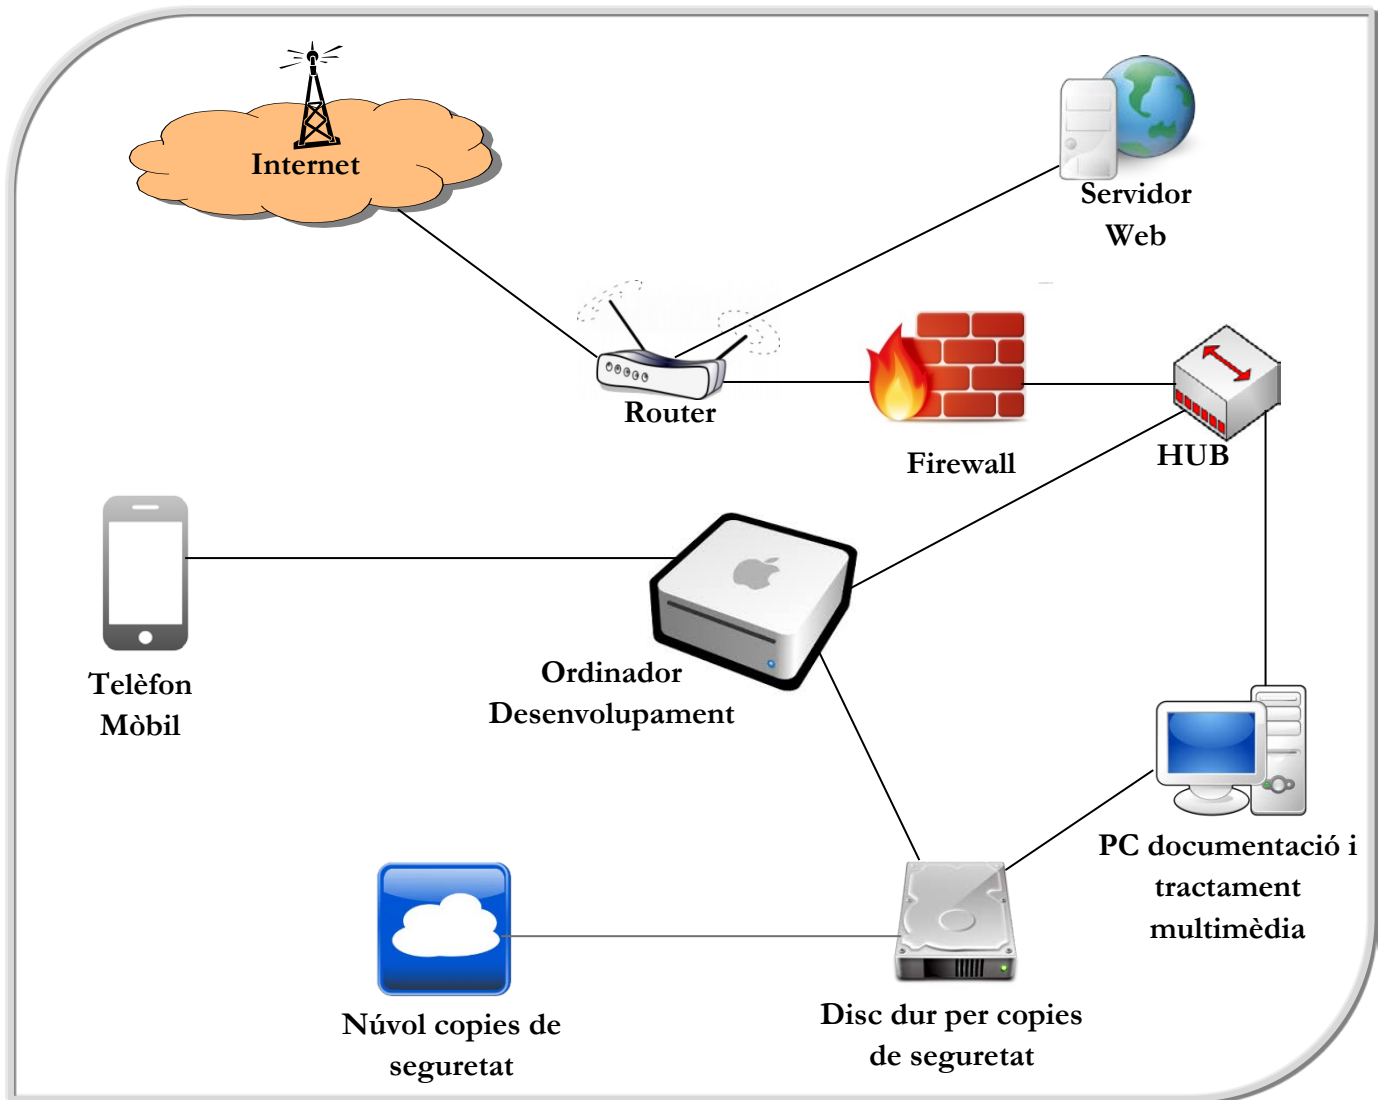 Internet
Servidor
Web
Router
Firewall
HUB
Telèfon
Mòbil
Ordinador
Desenvolupament
PC documentació i
tractament
multimèdia
Núvol copies de
seguretat
Disc dur per copies
de seguretat